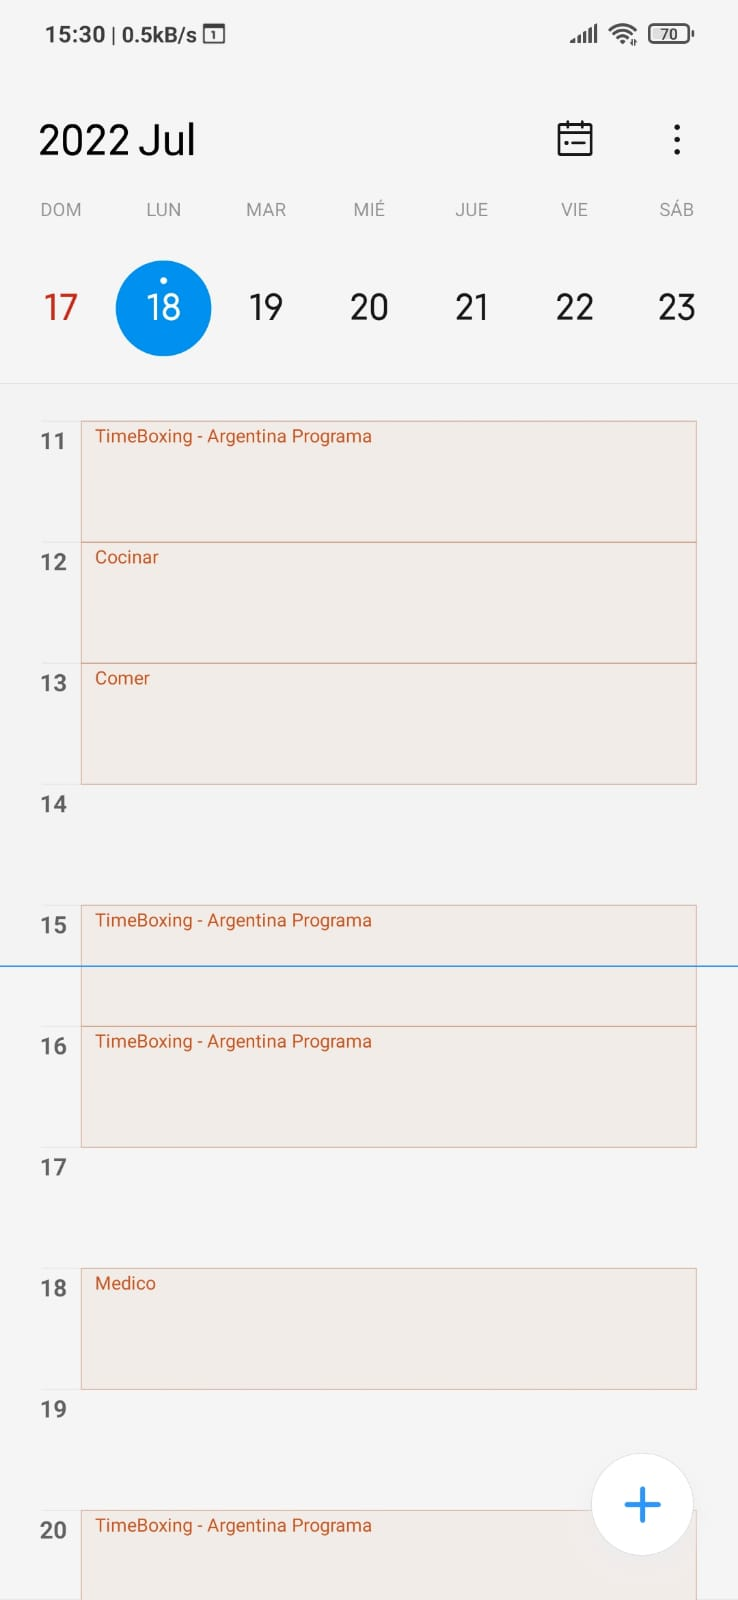 15:30 | 0.5kB/s 1 70
2022 Jul
DOM LUN MAR MIÉ JUE VIE SÁB
17 18 19 20 21 22 23
11 TimeBoxing - Argentina Programa
12 Cocinar
13 Comer
14
15 TimeBoxing - Argentina Programa
16 TimeBoxing - Argentina Programa
17
18 Medico
19
20 TimeBoxing - Argentina Programa